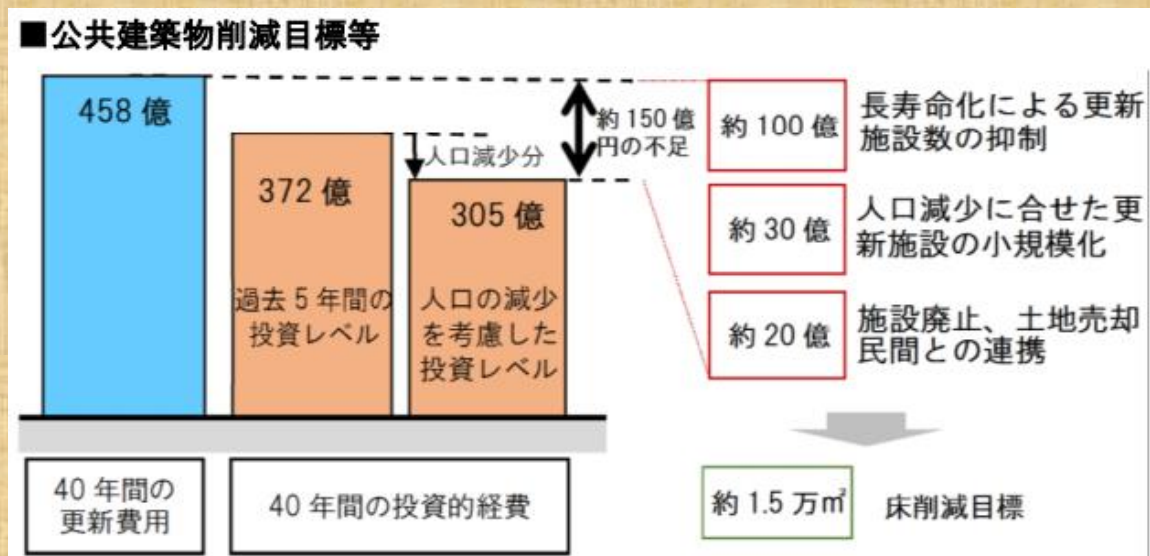 ■公共建築物削減目標等
458 億
372 億
過去 5 年間の
投資レベル
人口減少分
305 億
人口の減少
を考慮した
投資レベル
約 150 億
円の不足
約 100 億
長寿命化による更新
施設数の抑制
約 30 億
人口減少に合せた更
新施設の小規模化
約 20 億
施設廃止、土地売却
民間との連携
40 年間の
更新費用
40 年間の投資的経費
約 1.5 万㎡
床削減目標